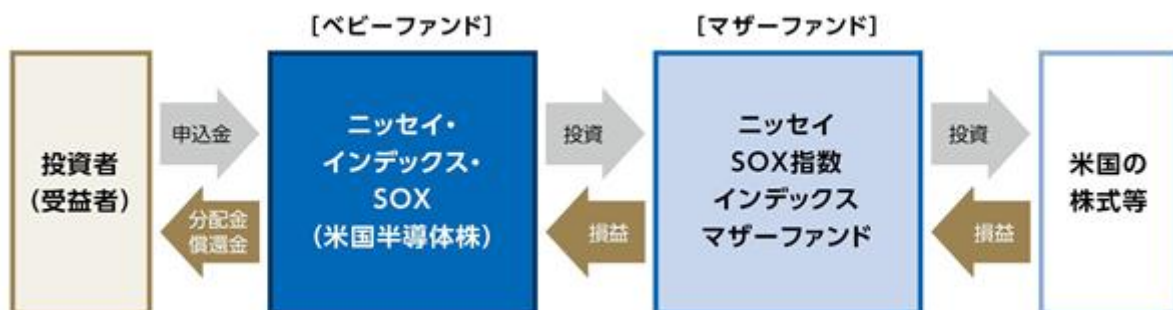 [ベビーファンド]
[マザーファンド]
投資者
(受益者)
申込金
分配金
償還金
ニッセイ・
インデックス・
SOX
(米国半導体株)
投資
損益
ニッセイ
SOX指数
インデックス
マザーファンド
投資
損益
米国の
株式等